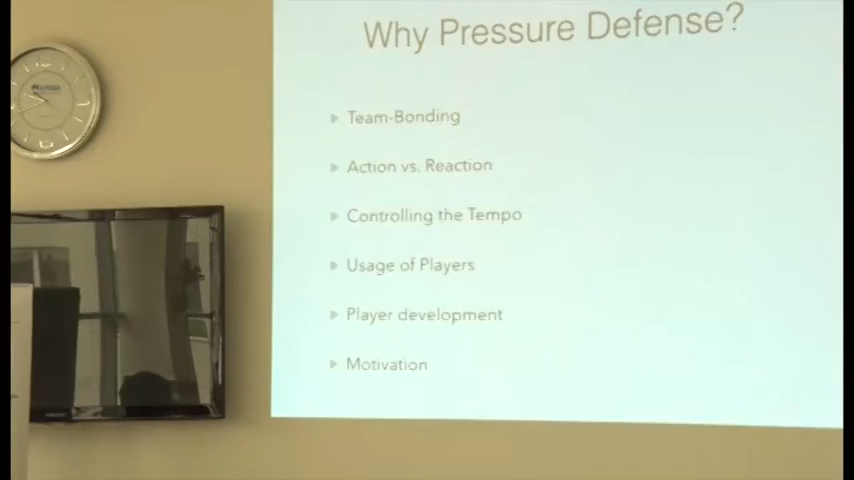 Why Pressure Defense?
Team-Bonding
Action vs. Reaction
Controlling the Tempo
Usage of Players
Player development
Motivation